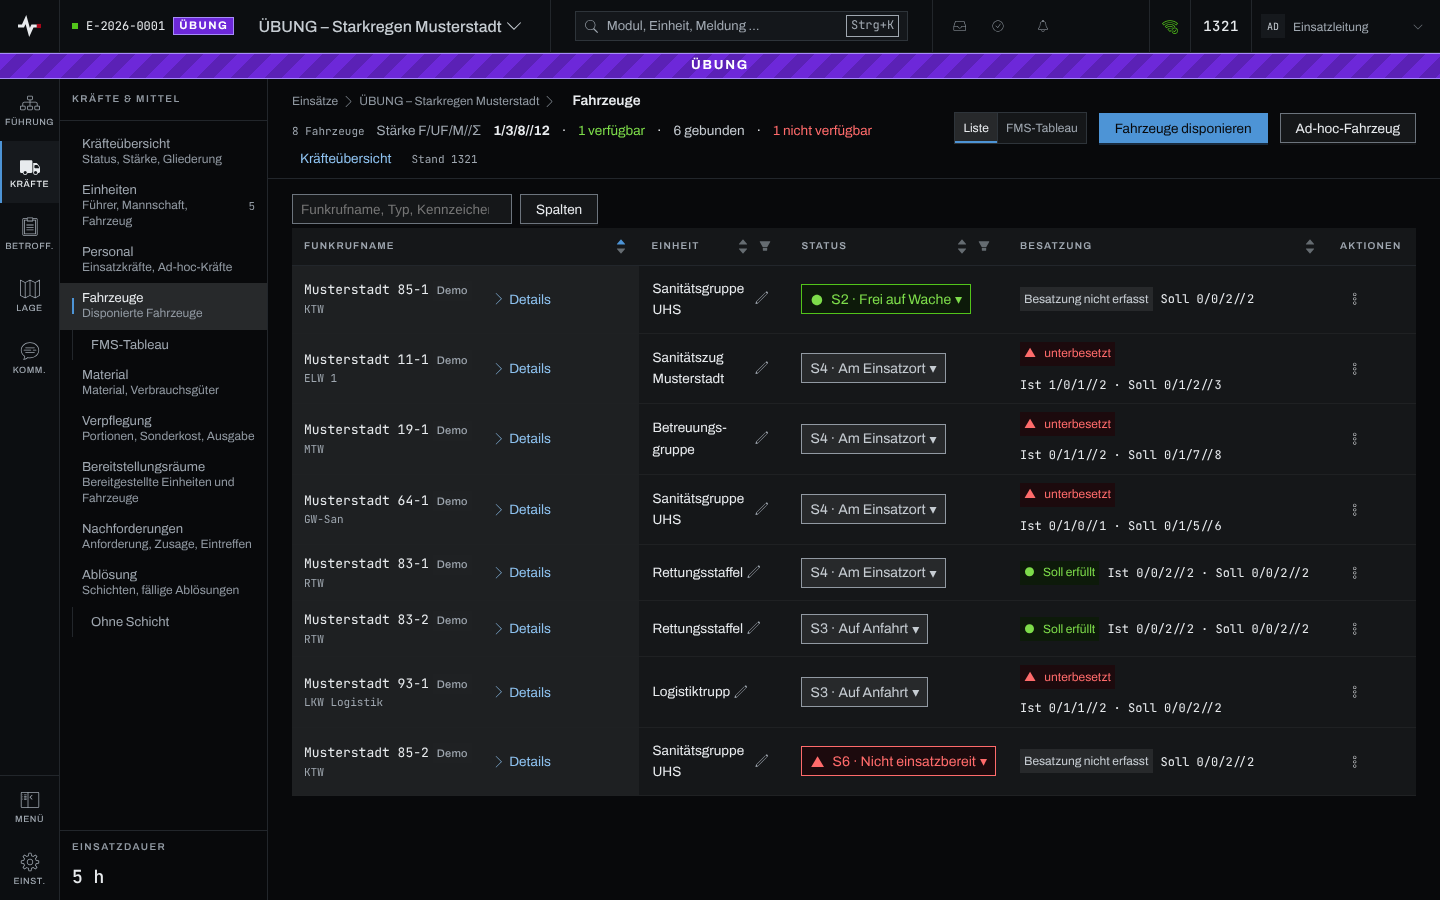 E-2026-0001 ÜBUNG ÜBUNG – Starkregen Musterstadt Modul, Einheit, Meldung ... Strg+K 1321 AD Einsatzleitung
ÜBUNG
FÜHRUNG
KRÄFTE
BETROFF.
LAGE
KOMM.
MENÜ
EINST.
KRÄFTE & MITTEL
Kräfteübersicht
Status, Stärke, Gliederung
Einheiten
Führer, Mannschaft, Fahrzeug 5
Personal
Einsatzkräfte, Ad-hoc-Kräfte
Fahrzeuge
Disponierte Fahrzeuge
FMS-Tableau
Material
Material, Verbrauchsgüter
Verpflegung
Portionen, Sonderkost, Ausgabe
Bereitstellungsräume
Bereitgestellte Einheiten und
Fahrzeuge
Nachforderungen
Anforderung, Zusage, Eintreffen
Ablösung
Schichten, fällige Ablösungen
Ohne Schicht
EINSATZDAUER
5 h
Einsätze ÜBUNG – Starkregen Musterstadt Fahrzeuge
8 Fahrzeuge Stärke F/UF/M//Σ 1/3/8//12 · 1 verfügbar · 6 gebunden · 1 nicht verfügbar
Kräfteübersicht Stand 1321
Liste FMS-Tableau Fahrzeuge disponieren Ad-hoc-Fahrzeug
Funkrufname, Typ, Kennzeichen Spalten
FUNKRUFNAME EINHEIT STATUS BESATZUNG AKTIONEN
Musterstadt 85-1 Demo
KTW
Details
Sanitätsgruppe
UHS
S2 · Frei auf Wache ▾
Besatzung nicht erfasst Soll 0/0/2//2
Musterstadt 11-1 Demo
ELW 1
Details
Sanitätszug
Musterstadt
S4 · Am Einsatzort ▾
unterbesetzt
Ist 1/0/1//2 · Soll 0/1/2//3
Musterstadt 19-1 Demo
MTW
Details
Betreuungs-
gruppe
S4 · Am Einsatzort ▾
unterbesetzt
Ist 0/1/1//2 · Soll 0/1/7//8
Musterstadt 64-1 Demo
GW-San
Details
Sanitätsgruppe
UHS
S4 · Am Einsatzort ▾
unterbesetzt
Ist 0/1/0//1 · Soll 0/1/5//6
Musterstadt 83-1 Demo
RTW
Details
Rettungsstaffel
S4 · Am Einsatzort ▾
Soll erfüllt Ist 0/0/2//2 · Soll 0/0/2//2
Musterstadt 83-2 Demo
RTW
Details
Rettungsstaffel
S3 · Auf Anfahrt ▾
Soll erfüllt Ist 0/0/2//2 · Soll 0/0/2//2
Musterstadt 93-1 Demo
LKW Logistik
Details
Logistiktrupp
S3 · Auf Anfahrt ▾
unterbesetzt
Ist 0/1/1//2 · Soll 0/0/2//2
Musterstadt 85-2 Demo
KTW
Details
Sanitätsgruppe
UHS
S6 · Nicht einsatzbereit ▾
Besatzung nicht erfasst Soll 0/0/2//2